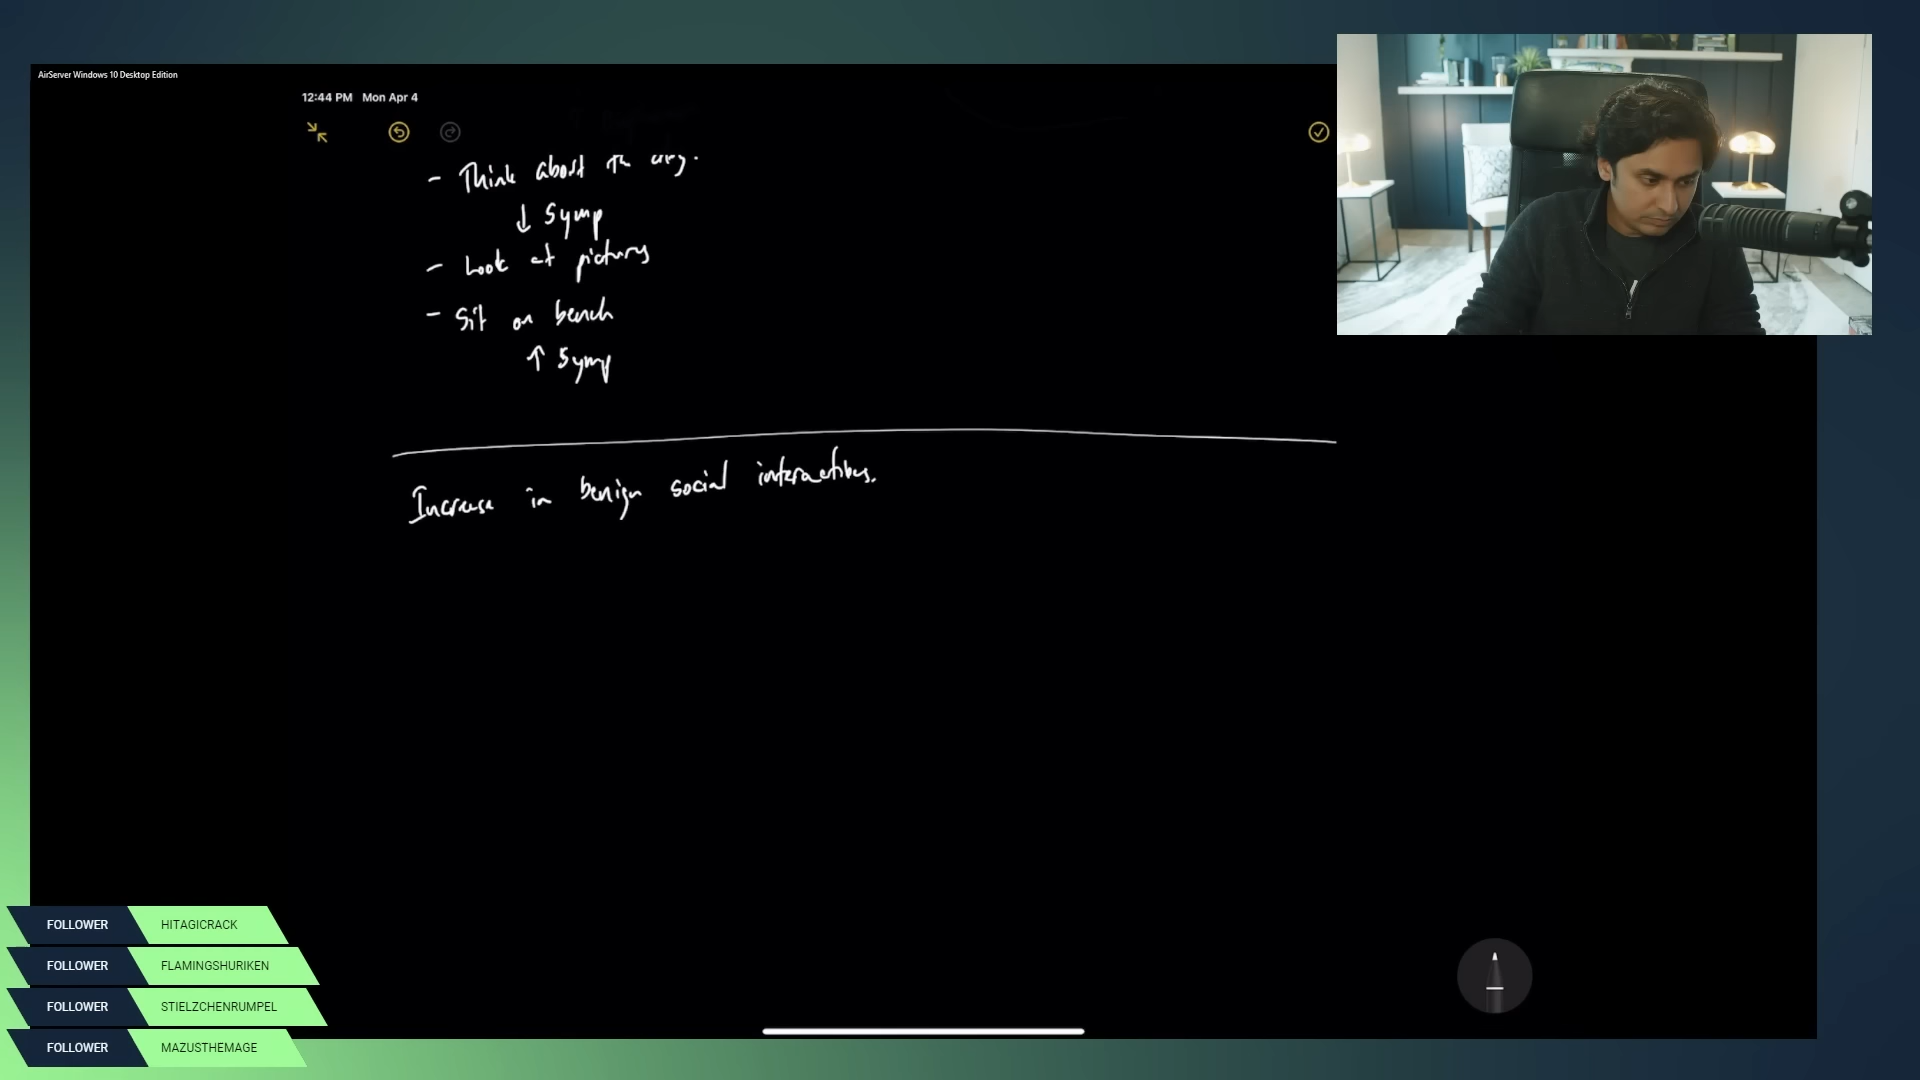 AirServer Windows 10 Desktop Edition
12:44 PM Mon Apr 4
- Think about the
↓ Symp
- Look at pictures
- Sit on bench
↑ Symp
Increase in benign social interactions.
FOLLOWER HITAGICRACK
FOLLOWER FLAMINGSHURIKEN
FOLLOWER STIELZCHENRUMPEL
FOLLOWER MAZUSTHEMAGE